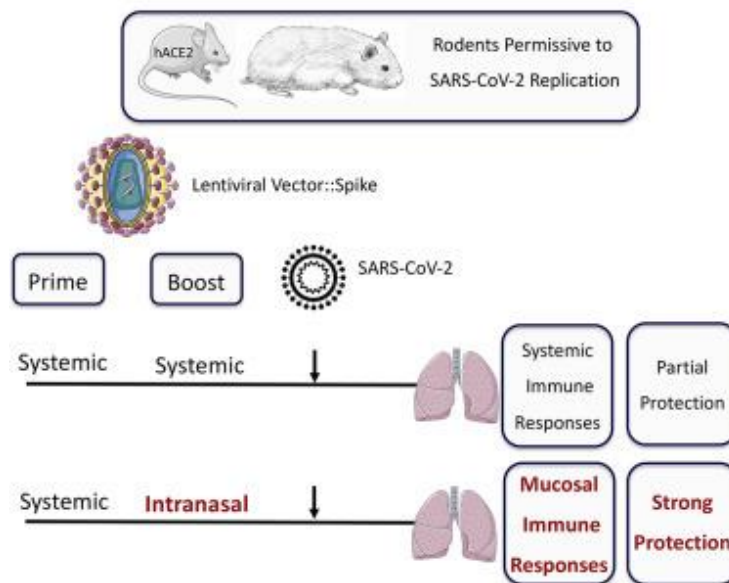 hACE2
Rodents Permissive to
SARS-CoV-2 Replication
Lentiviral Vector::Spike
Prime
Boost
SARS-CoV-2
Systemic
Systemic
Systemic
Immune
Responses
Partial
Protection
Systemic
Intranasal
Mucosal
Immune
Responses
Strong
Protection